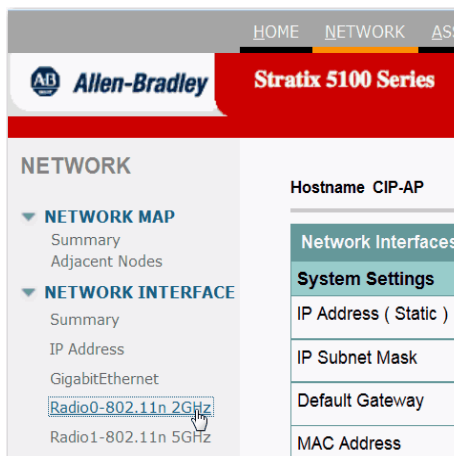 HOME NETWORK
AB Allen-Bradley Stratix 5100 Series
NETWORK
Hostname CIP-AP
NETWORK MAP
Summary
Adjacent Nodes
NETWORK INTERFACE
Summary
IP Address
GigabitEthernet
Radio0-802.11n 2GHz
Radio1-802.11n 5GHz
Network Interfaces
System Settings
IP Address ( Static )
IP Subnet Mask
Default Gateway
MAC Address